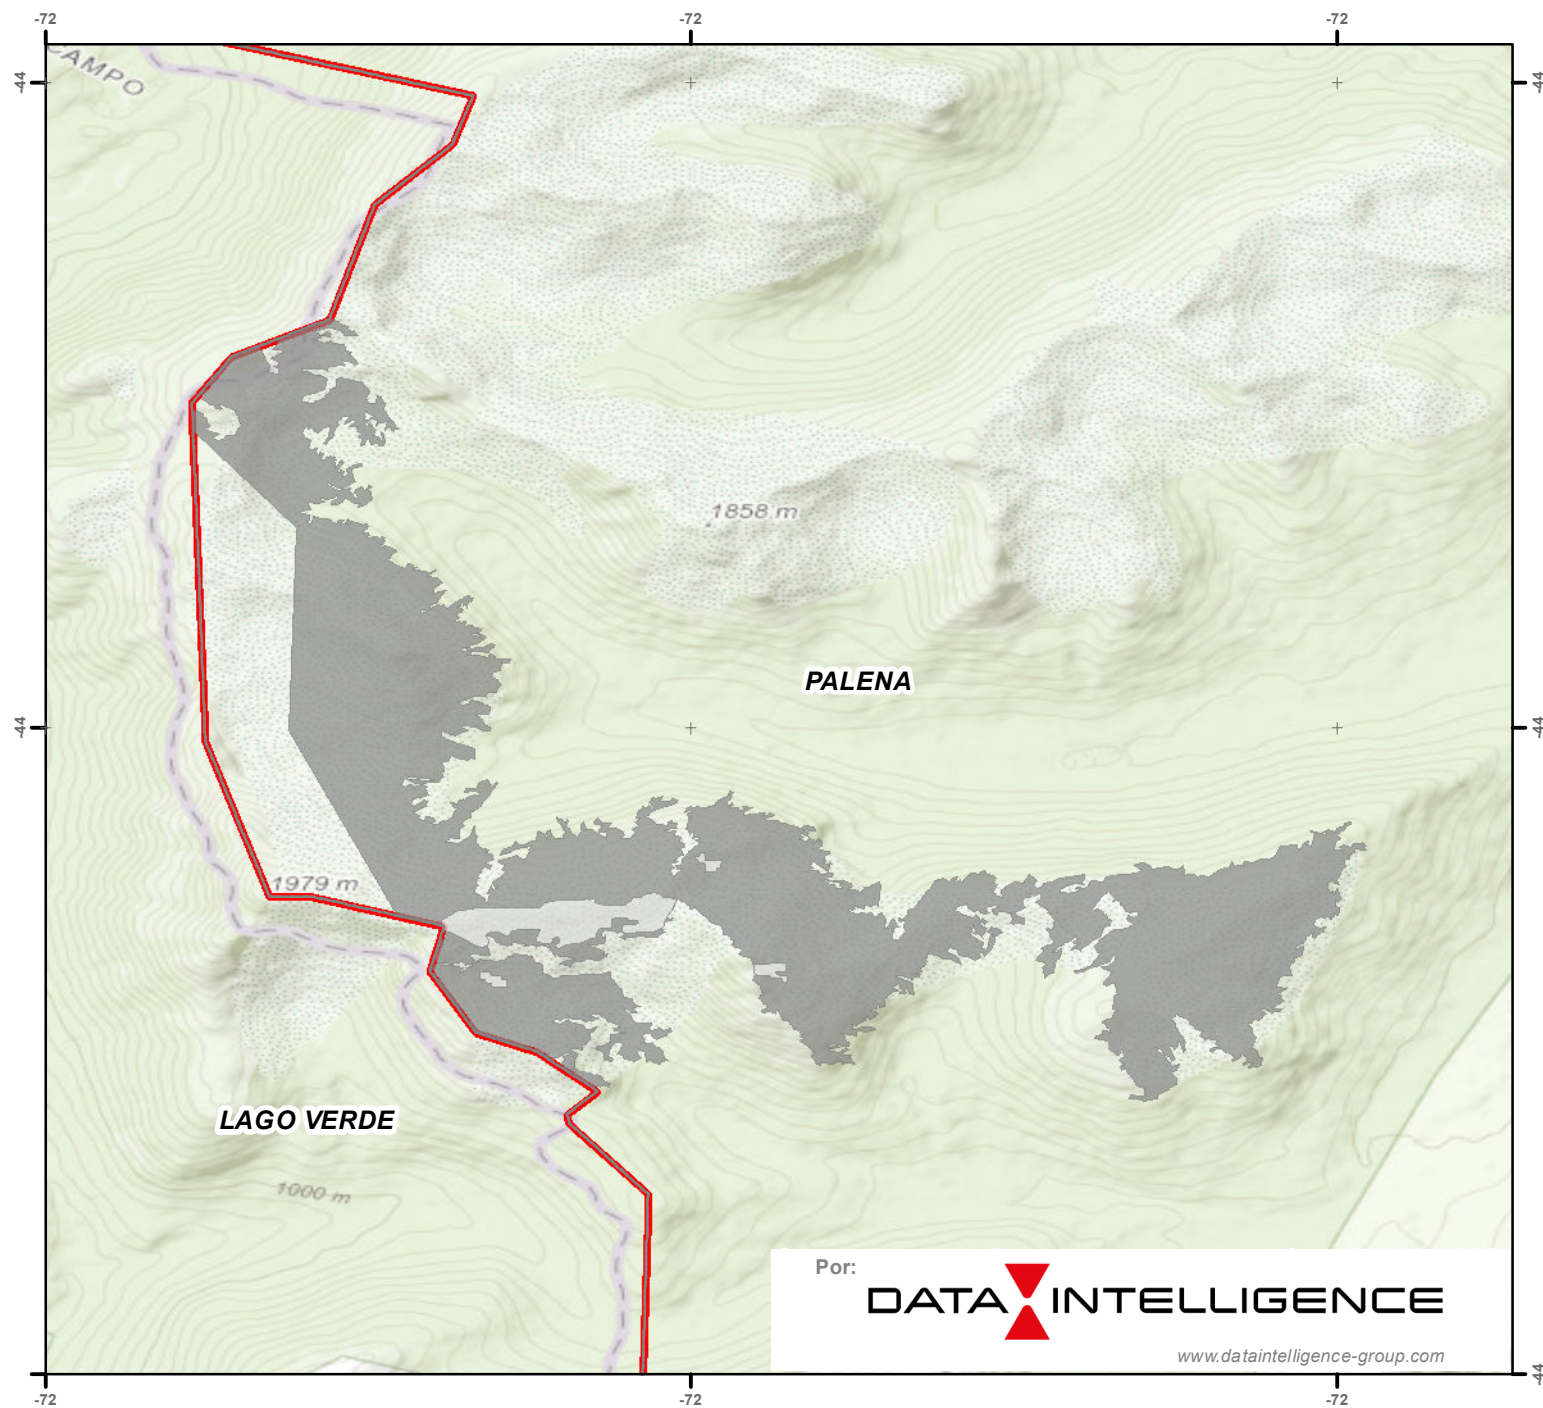 -72 -72 -72
CAMPO
44 44
1858 m
PALENA
44 44
1979 m
LAGO VERDE
1000 m
Por:
DATA INTELLIGENCE
www.dataintelligence-group.com
44
-72 -72 -72